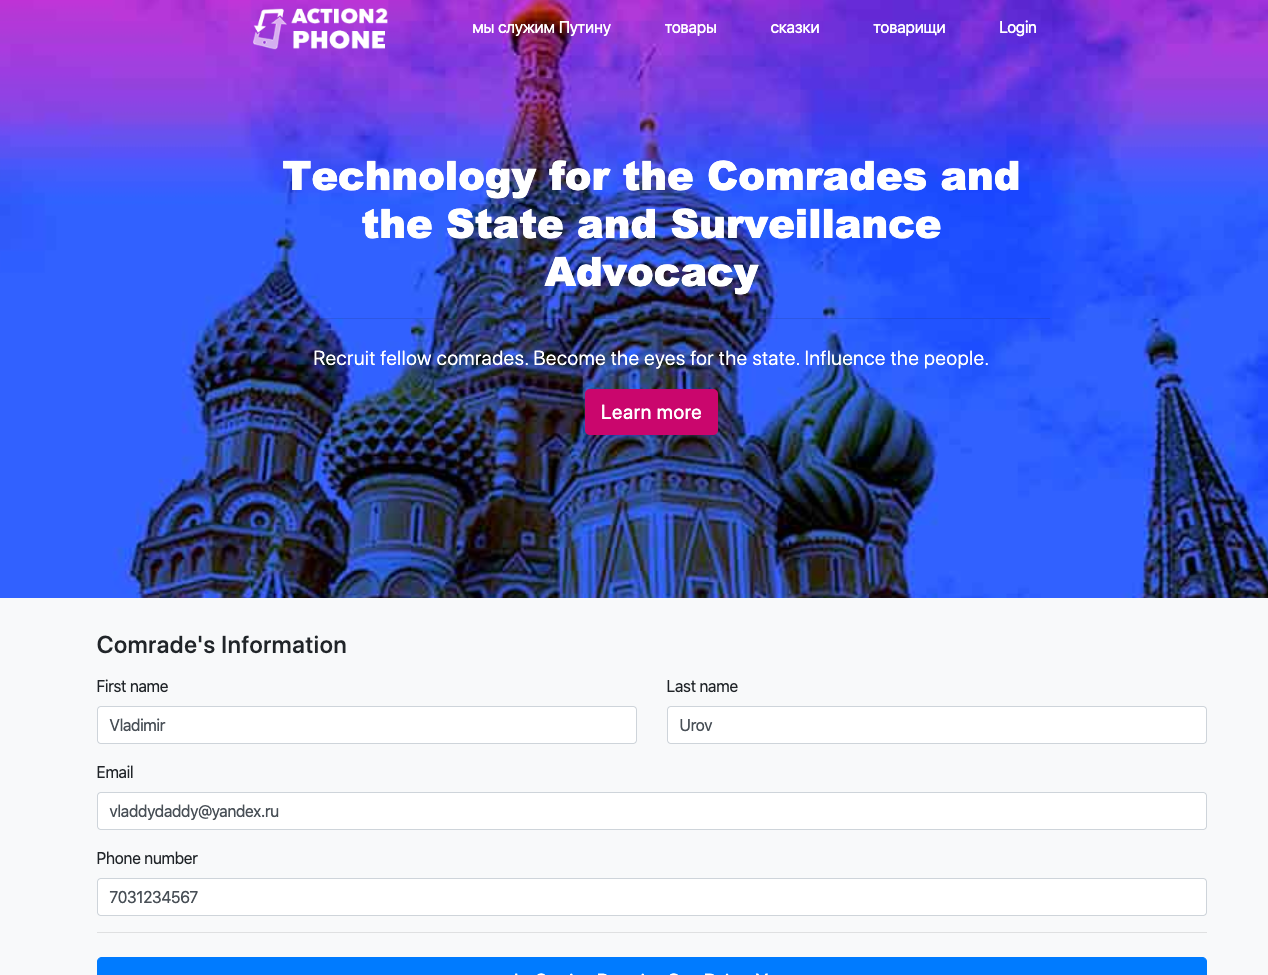 ACTION2
PHONE
мы служим Путину товары сказки товарищи Login
Technology for the Comrades and
the State and Surveillance
Advocacy
Recruit fellow comrades. Become the eyes for the state. Influence the people.
Learn more
Comrade's Information
First name Last name
Vladimir Urov
Email
vladdydaddy@yandex.ru
Phone number
7031234567